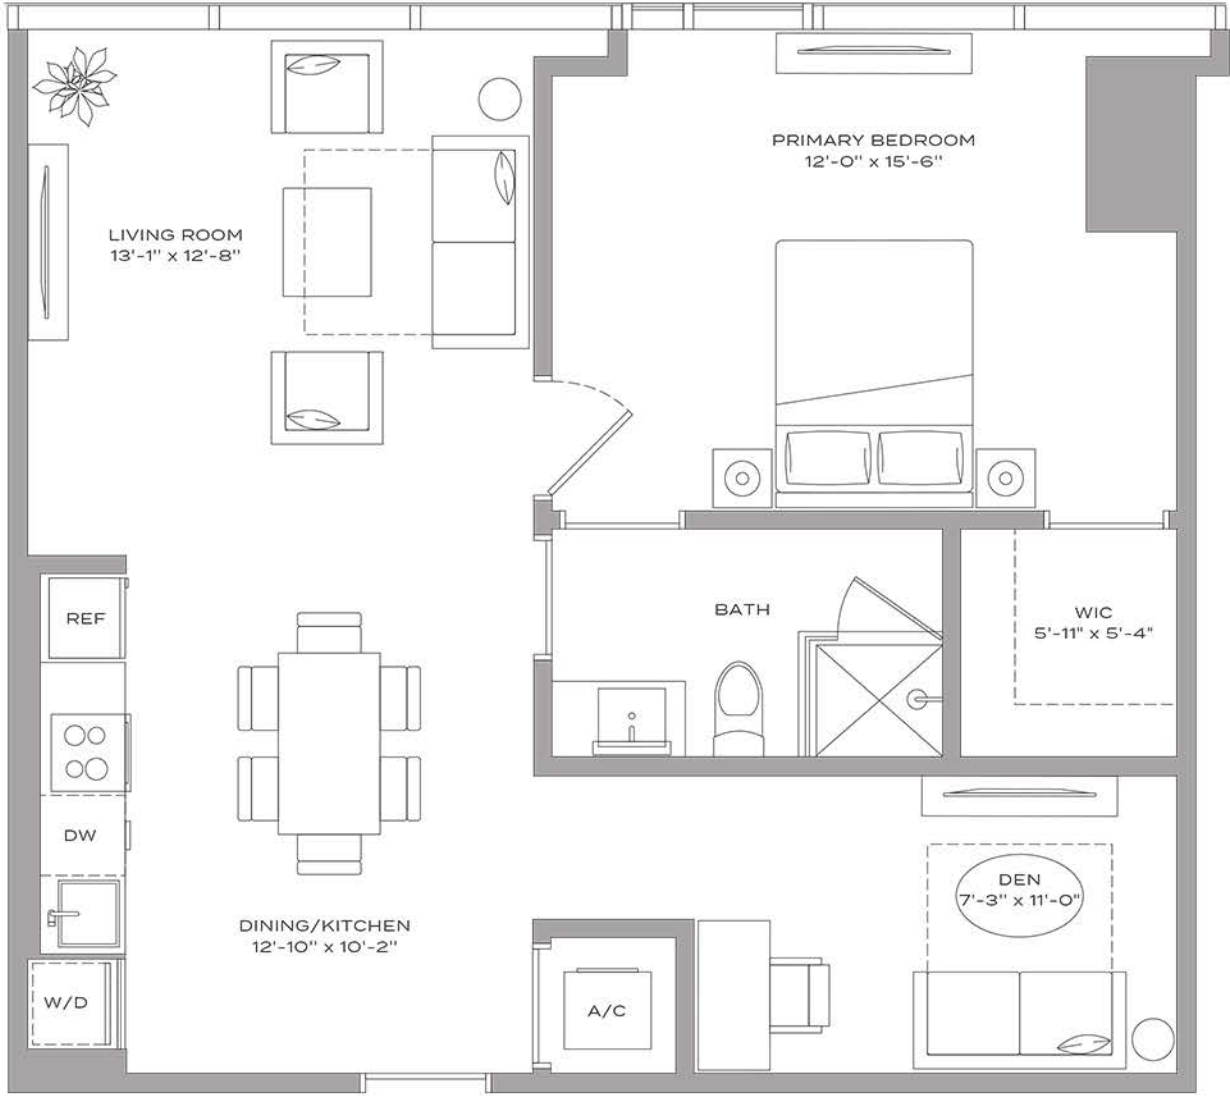 PRIMARY BEDROOM
12'-0" x 15'-6"
LIVING ROOM
13'-1" x 12'-8"
REF
BATH
WIC
5'-11" x 5'-4"
DW
DEN
7'-3" x 11'-0"
DINING/KITCHEN
12'-10" x 10'-2"
W/D
A/C